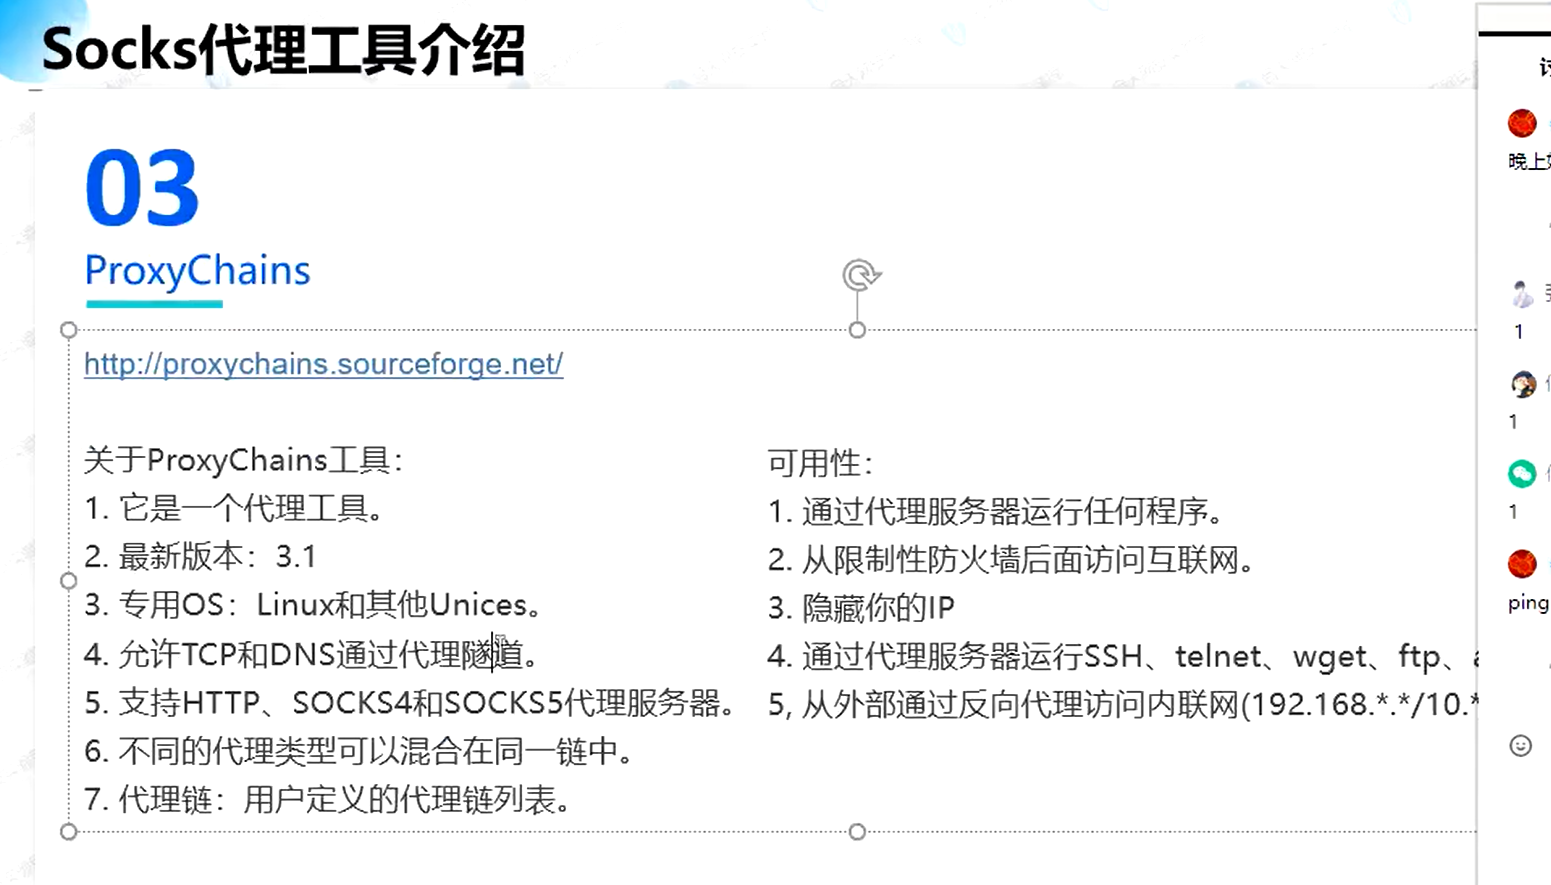 Socks代理工具介绍
03
ProxyChains
http://proxychains.sourceforge.net/
关于ProxyChains工具：
1. 它是一个代理工具。
2. 最新版本：3.1
3. 专用OS：Linux和其他Unices。
4. 允许TCP和DNS通过代理隧道。
5. 支持HTTP、SOCKS4和SOCKS5代理服务器。
6. 不同的代理类型可以混合在同一链中。
7. 代理链：用户定义的代理链列表。
可用性：
1. 通过代理服务器运行任何程序。
2. 从限制性防火墙后面访问互联网。
3. 隐藏你的IP
4. 通过代理服务器运行SSH、telnet、wget、ftp、
5, 从外部通过反向代理访问内联网(192.168.*.*/10.*
晚上
1
1
1
ping